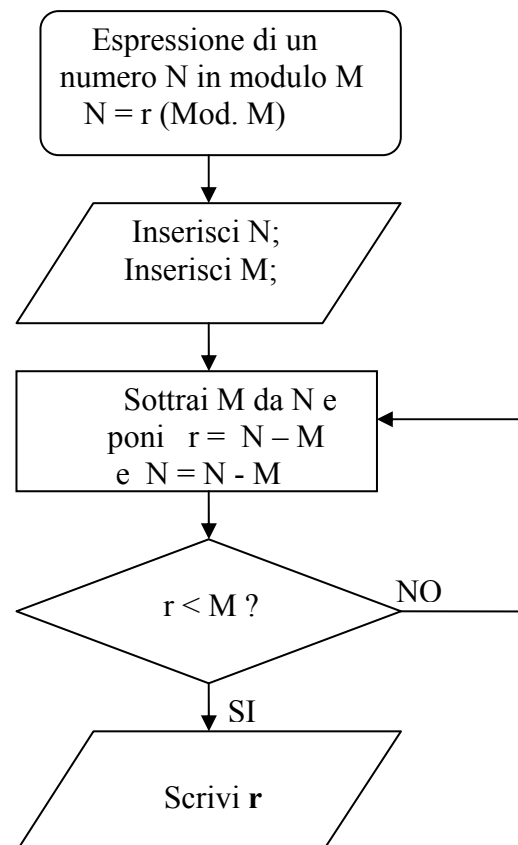 Espressione di un
numero N in modulo M
N = r (Mod. M)
Inserisci N;
Inserisci M;
Sottrai M da N e
poni r = N – M
e N = N - M
r < M ?
NO
SI
Scrivi r